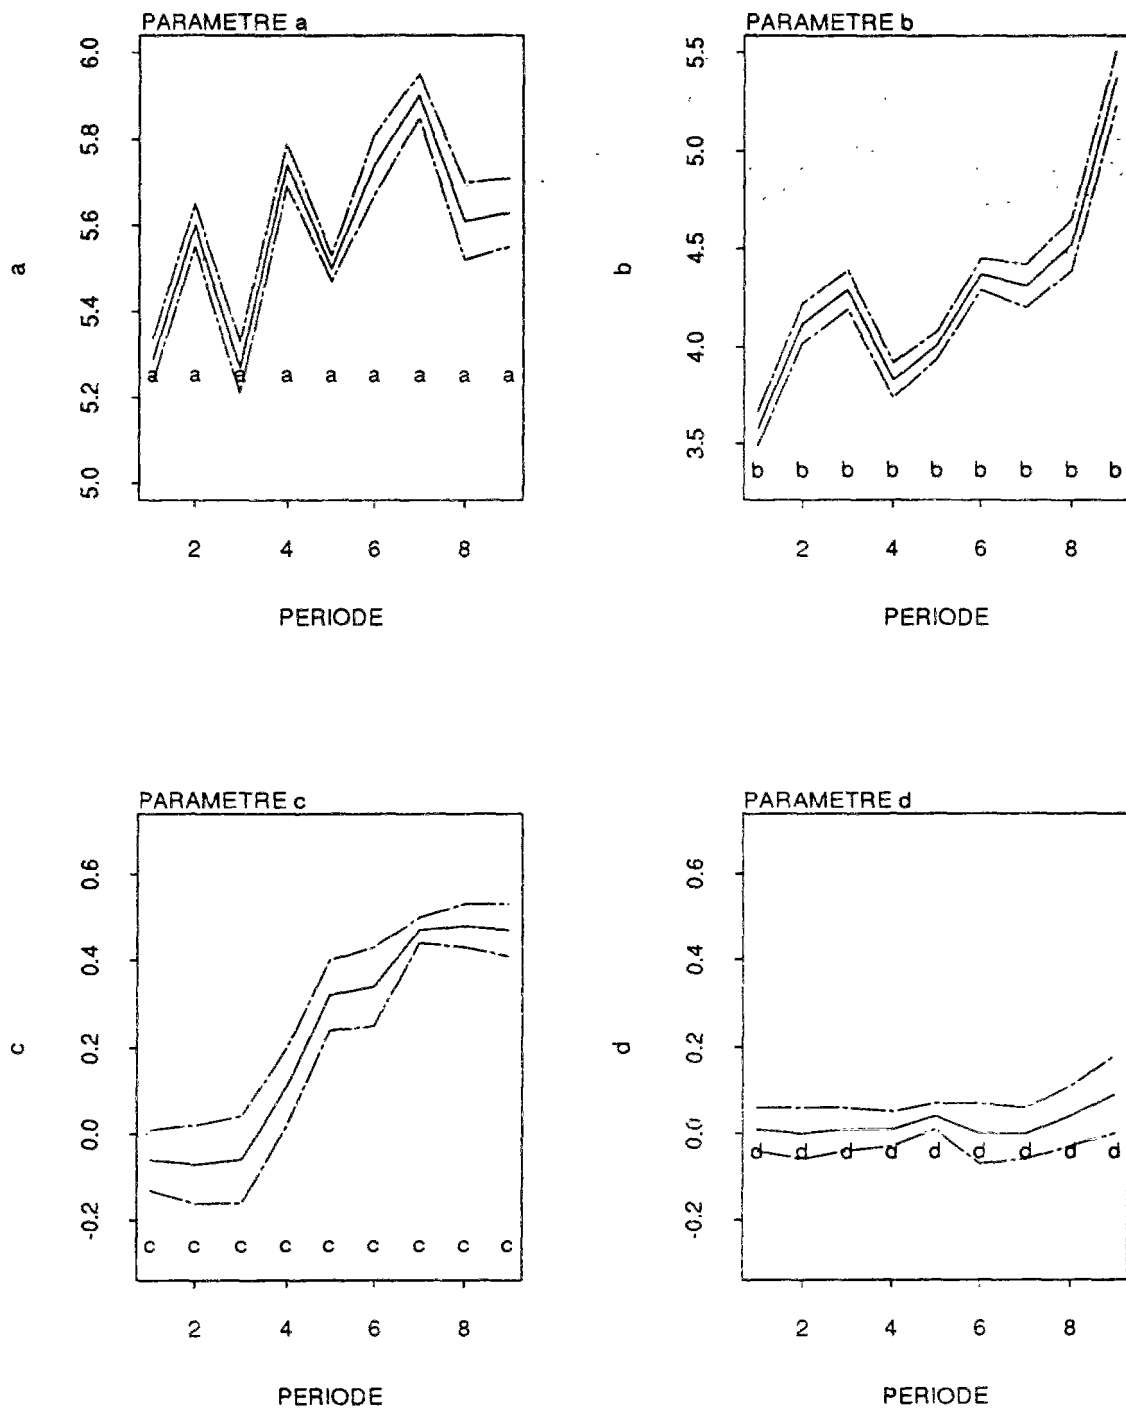 PARAMETRE a
6.0
5.8
5.6
5.4
5.2
5.0
a
a a a a a a a a a
2 4 6 8
PERIODE
PARAMETRE b
5.5
5.0
4.5
4.0
3.5
b
b b b b b b b b b
2 4 6 8
PERIODE
PARAMETRE c
0.6
0.4
0.2
0.0
-0.2
c
c c c c c c c c c
2 4 6 8
PERIODE
PARAMETRE d
0.6
0.4
0.2
0.0
-0.2
d
d d d d d d d d d
2 4 6 8
PERIODE